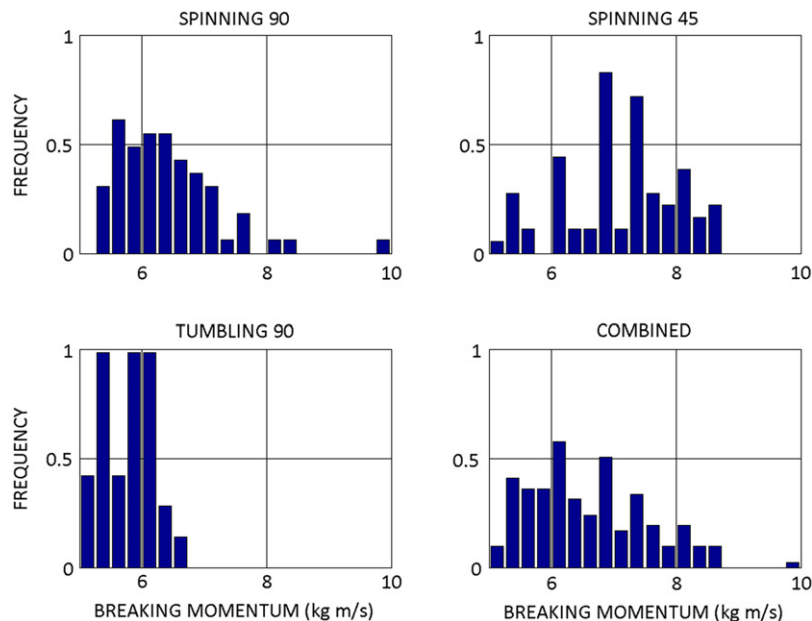 SPINNING 90
SPINNING 45
FREQUENCY
1
0.5
0
6 8 10
1
0.5
0
6 8 10
TUMBLING 90
COMBINED
FREQUENCY
1
0.5
0
6 8 10
1
0.5
0
6 8 10
BREAKING MOMENTUM (kg m/s)
BREAKING MOMENTUM (kg m/s)